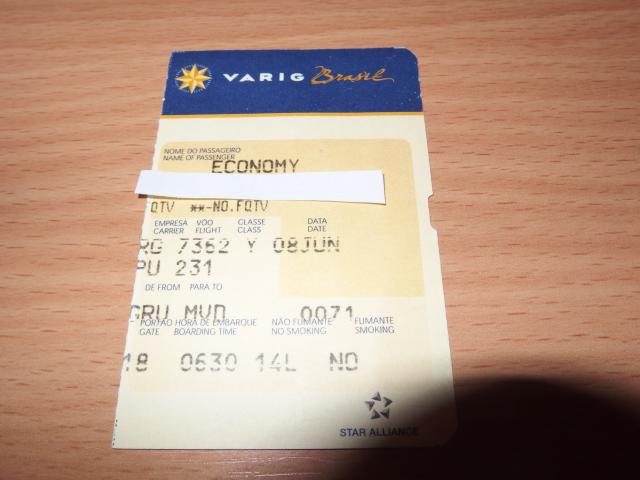 VARIG Brasil
NOME DO PASSAGEIRO
NAME OF PASSENGER
ECONOMY
QTV **-NO.FQTV
EMPRESA VÔO CLASSE DATA
CARRIER FLIGHT CLASS DATE
RG 7362 Y 08JUN
PU 231
DE FROM PARA TO
GRU MVD 0071
PORTÃO HORA DE EMBARQUE NÃO FUMANTE FUMANTE
GATE BOARDING TIME NO SMOKING SMOKING
18 0630 14L NO
STAR ALLIANCE